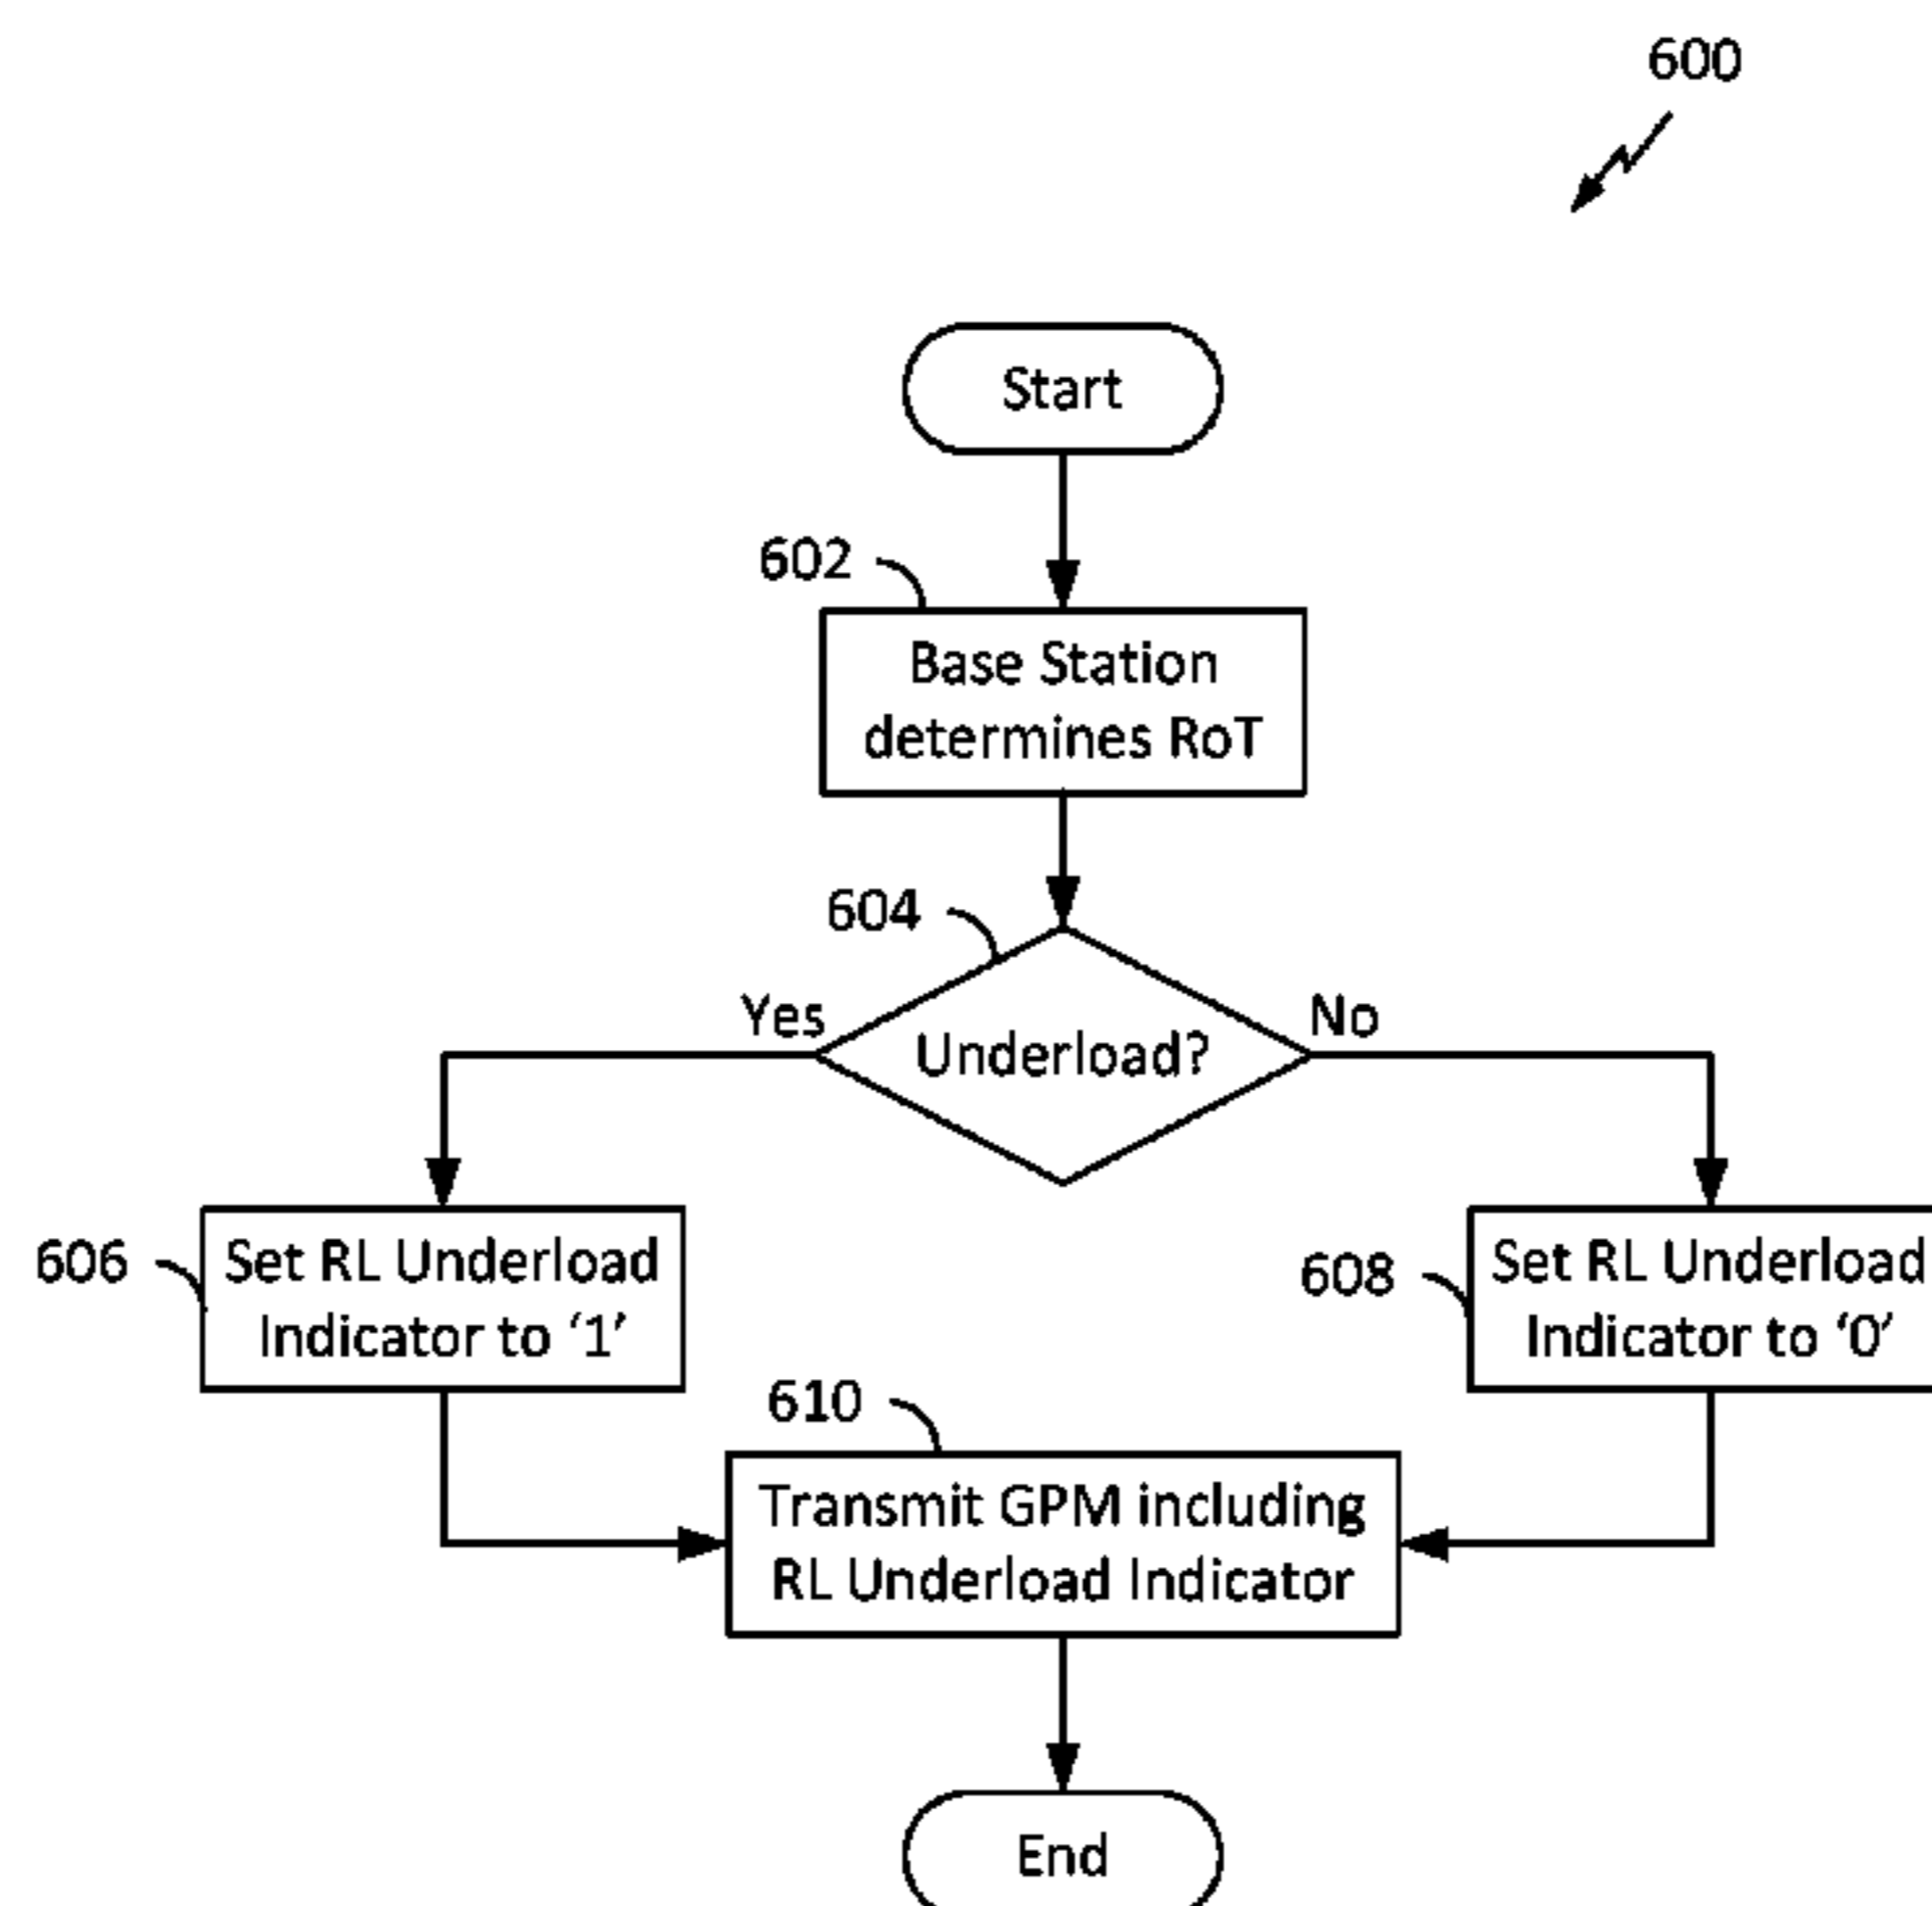 600
Start
602
Base Station
determines RoT
604
Yes
No
Underload?
606
Set RL Underload
Indicator to ‘1’
608
Set RL Underload
Indicator to ‘0’
610
Transmit GPM including
RL Underload Indicator
End